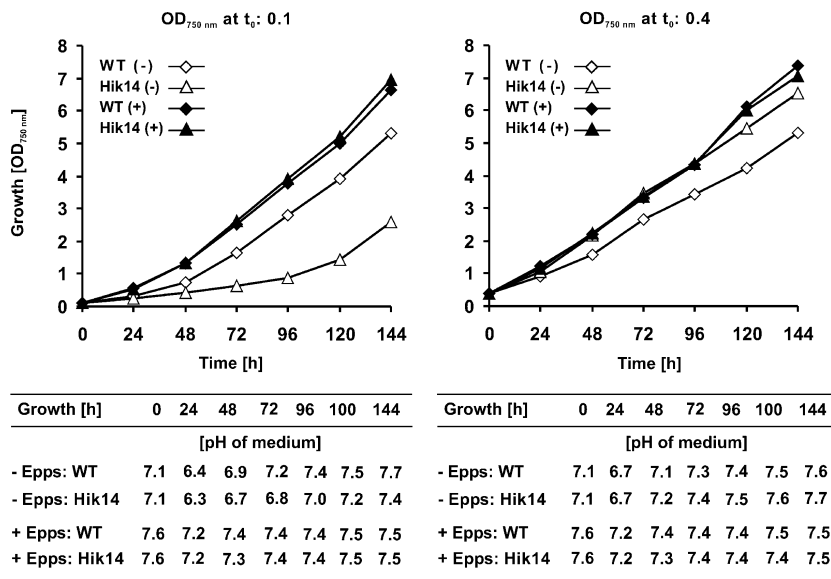 OD750 nm at t0: 0.1
8
7
6
5
4
3
2
1
0
Growth [OD750 nm]
WT (-)
Hik14 (-)
WT (+)
Hik14 (+)
0 24 48 72 96 120 144
Time [h]
OD750 nm at t0: 0.4
8
7
6
5
4
3
2
1
0
WT (-)
Hik14 (-)
WT (+)
Hik14 (+)
0 24 48 72 96 120 144
Time [h]
Growth [h] 0 24 48 72 96 100 144
[pH of medium]
- Epps: WT 7.1 6.4 6.9 7.2 7.4 7.5 7.7
- Epps: Hik14 7.1 6.3 6.7 6.8 7.0 7.2 7.4
+ Epps: WT 7.6 7.2 7.4 7.4 7.4 7.5 7.5
+ Epps: Hik14 7.6 7.2 7.3 7.4 7.4 7.5 7.5
Growth [h] 0 24 48 72 96 100 144
[pH of medium]
- Epps: WT 7.1 6.7 7.1 7.3 7.4 7.5 7.6
- Epps: Hik14 7.1 6.7 7.2 7.4 7.5 7.6 7.7
+ Epps: WT 7.6 7.2 7.4 7.4 7.4 7.5 7.5
+ Epps: Hik14 7.6 7.2 7.3 7.4 7.4 7.4 7.5